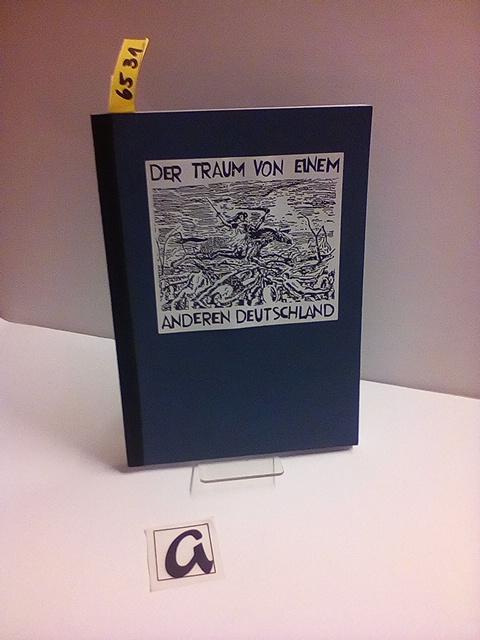 6531
DER TRAUM VON EINEM
ANDEREN DEUTSCHLAND
a